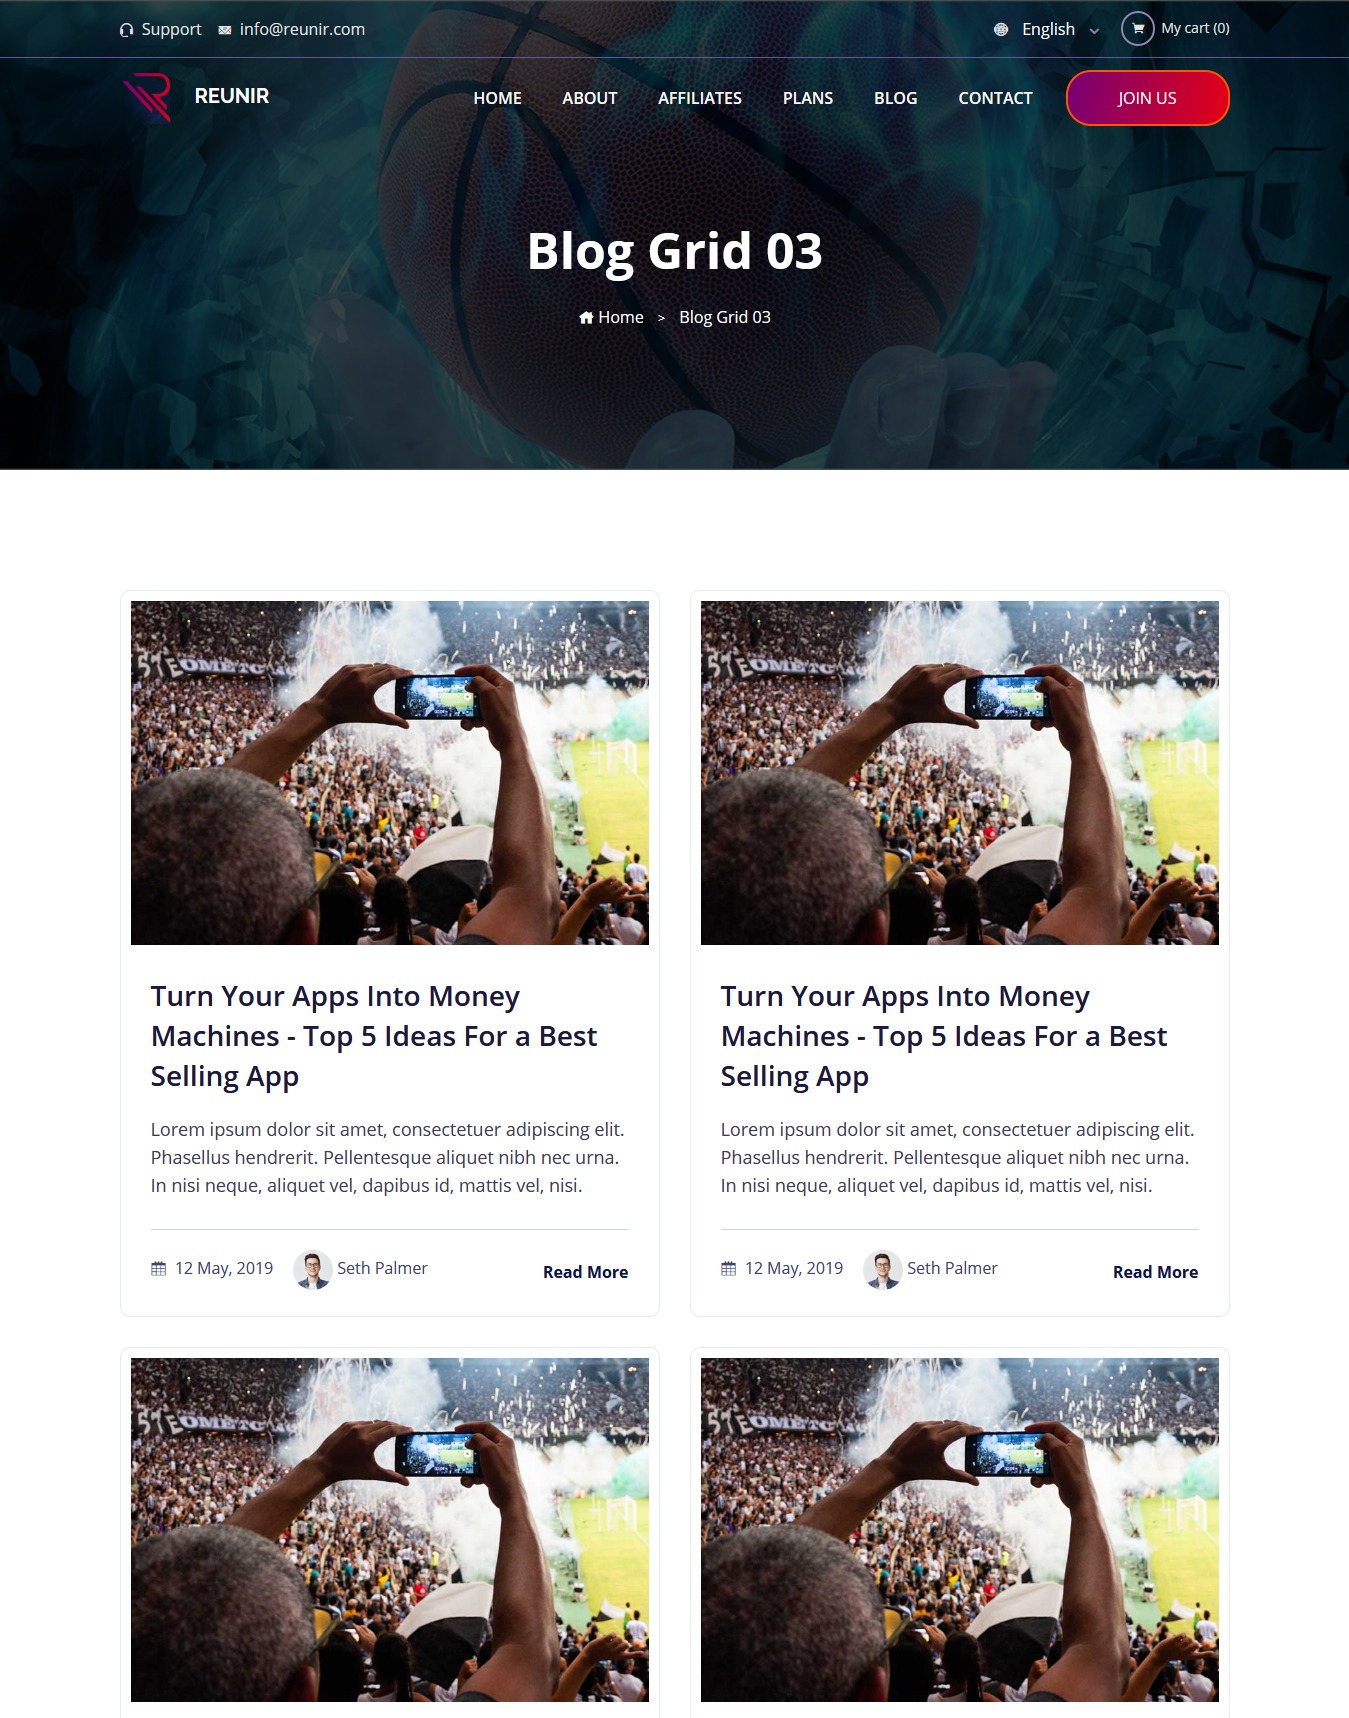 Support info@reunir.com English My cart (0)
REUNIR HOME ABOUT AFFILIATES PLANS BLOG CONTACT JOIN US
Blog Grid 03
Home > Blog Grid 03
Turn Your Apps Into Money
Machines - Top 5 Ideas For a Best
Selling App
Lorem ipsum dolor sit amet, consectetuer adipiscing elit.
Phasellus hendrerit. Pellentesque aliquet nibh nec urna.
In nisi neque, aliquet vel, dapibus id, mattis vel, nisi.
12 May, 2019 Seth Palmer Read More
Turn Your Apps Into Money
Machines - Top 5 Ideas For a Best
Selling App
Lorem ipsum dolor sit amet, consectetuer adipiscing elit.
Phasellus hendrerit. Pellentesque aliquet nibh nec urna.
In nisi neque, aliquet vel, dapibus id, mattis vel, nisi.
12 May, 2019 Seth Palmer Read More